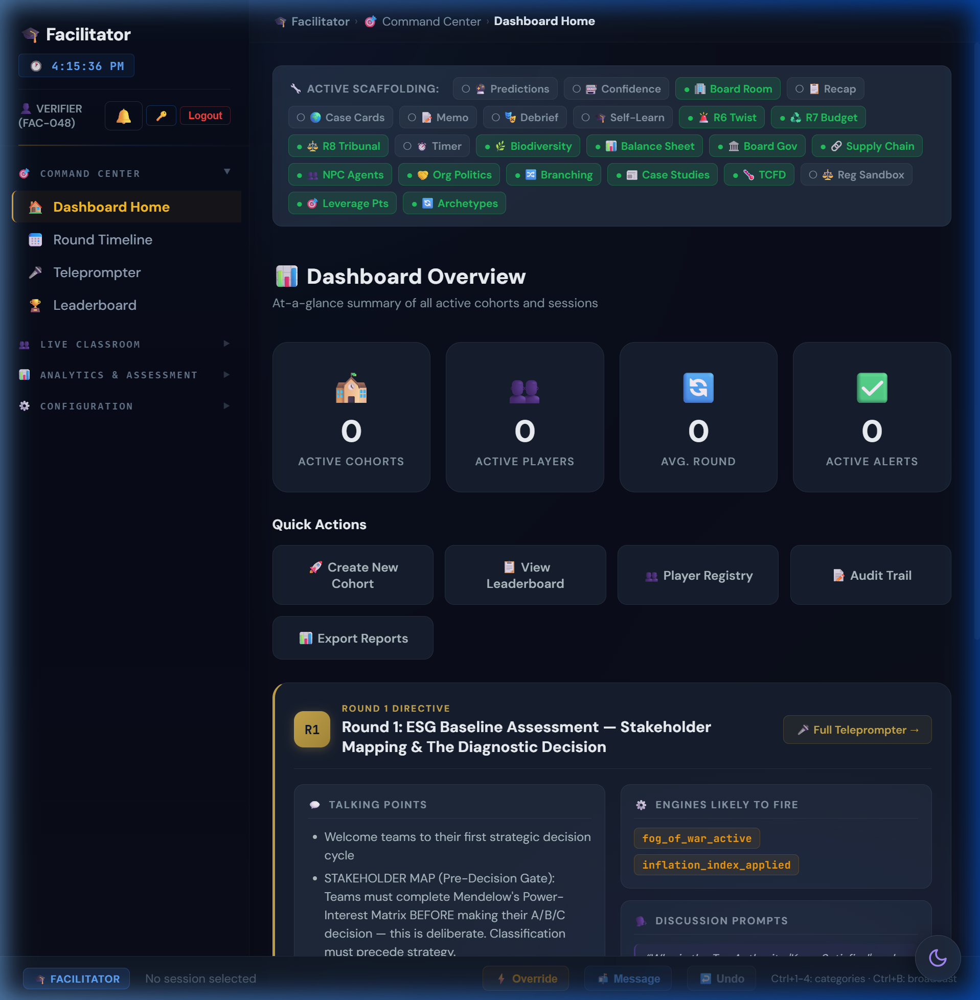 Facilitator
4:15:36 PM
VERIFIER
(FAC-048)
Logout
COMMAND CENTER
Dashboard Home
Round Timeline
Teleprompter
Leaderboard
LIVE CLASSROOM
ANALYTICS & ASSESSMENT
CONFIGURATION
Facilitator › Command Center › Dashboard Home
ACTIVE SCAFFOLDING: Predictions Confidence Board Room Recap
Case Cards Memo Debrief Self-Learn R6 Twist R7 Budget
R8 Tribunal Timer Biodiversity Balance Sheet Board Gov Supply Chain
NPC Agents Org Politics Branching Case Studies TCFD Reg Sandbox
Leverage Pts Archetypes
Dashboard Overview
At-a-glance summary of all active cohorts and sessions
0
ACTIVE COHORTS
0
ACTIVE PLAYERS
0
AVG. ROUND
0
ACTIVE ALERTS
Quick Actions
Create New
Cohort
View
Leaderboard
Player Registry
Audit Trail
Export Reports
R1
ROUND 1 DIRECTIVE
Round 1: ESG Baseline Assessment — Stakeholder
Mapping & The Diagnostic Decision
Full Teleprompter →
TALKING POINTS
• Welcome teams to their first strategic decision
cycle
• STAKEHOLDER MAP (Pre-Decision Gate):
Teams must complete Mendelow's Power-
Interest Matrix BEFORE making their A/B/C
decision — this is deliberate. Classification
must precede strategy.
ENGINES LIKELY TO FIRE
fog_of_war_active
inflation_index_applied
DISCUSSION PROMPTS
FACILITATOR
No session selected
Override
Message
Undo
Ctrl+1-4: categories · Ctrl+B: broadcast